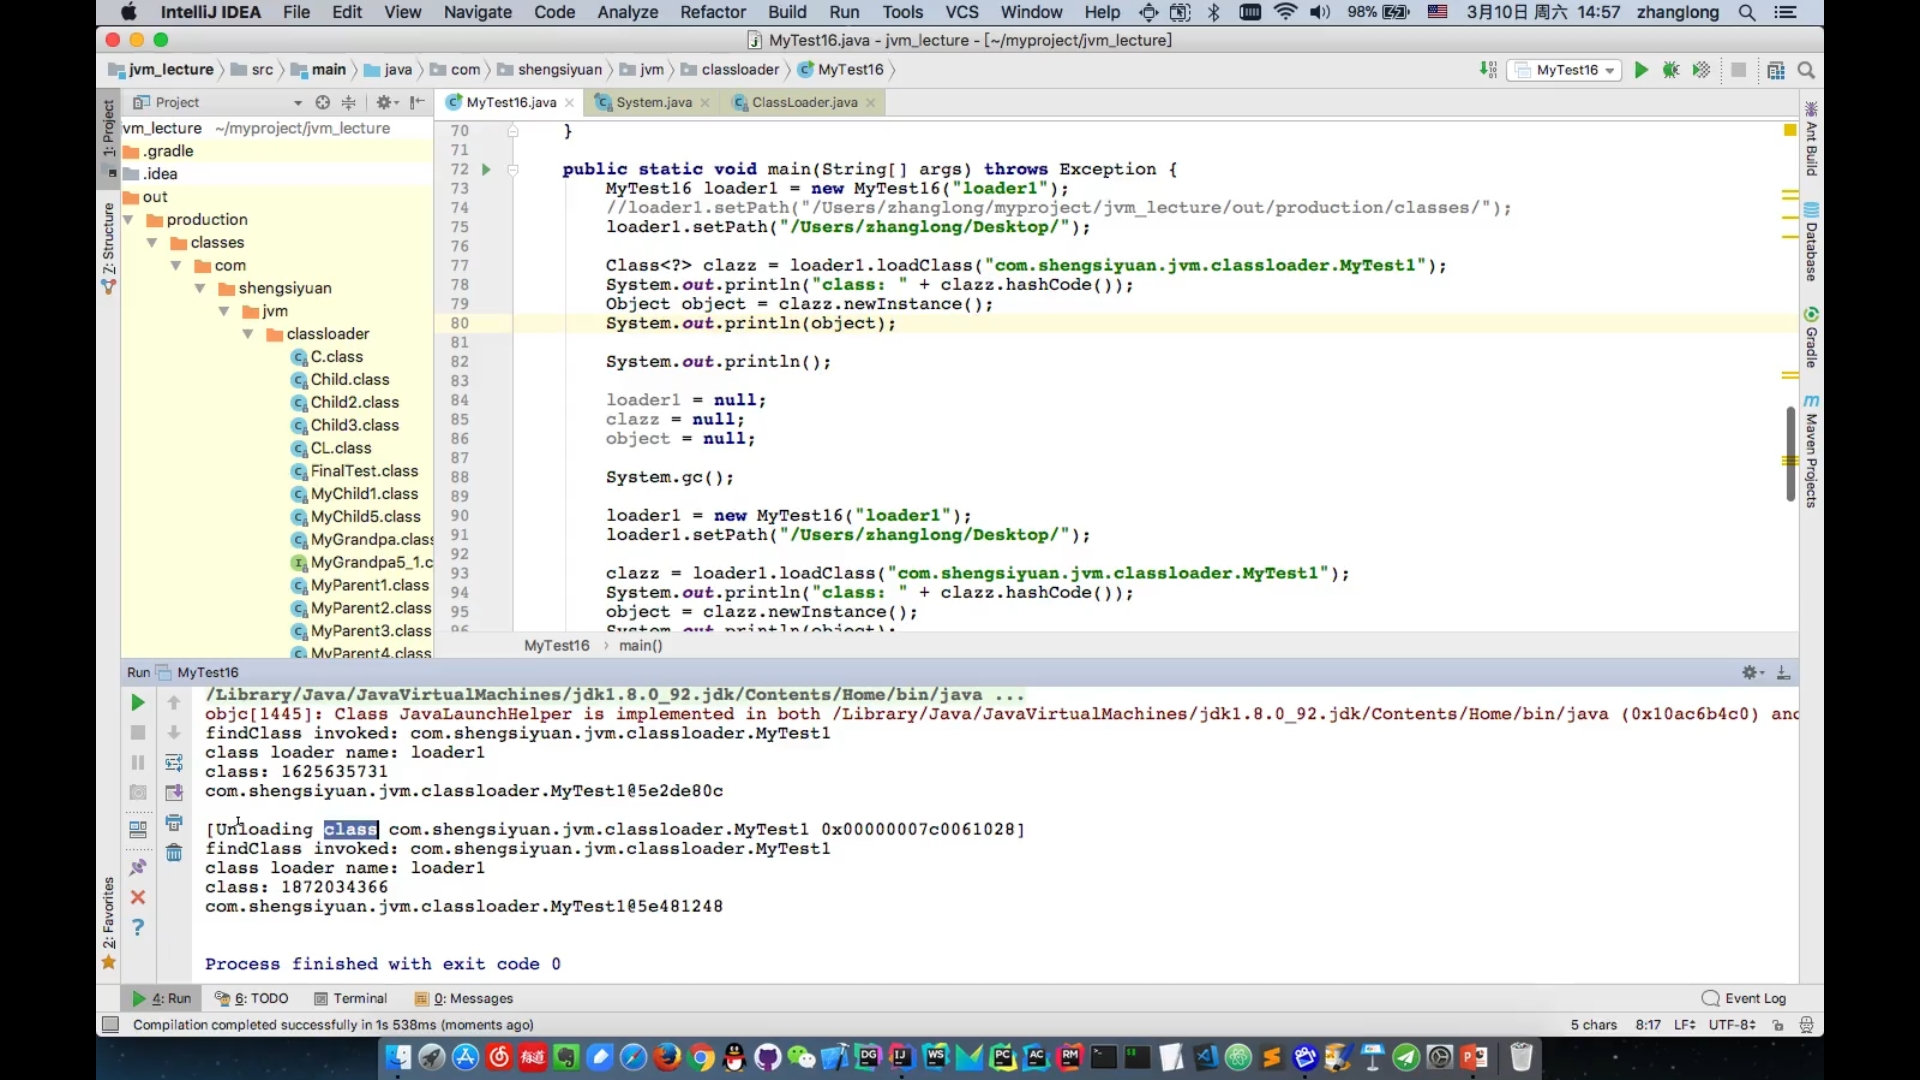 IntelliJ IDEA File Edit View Navigate Code Analyze Refactor Build Run Tools VCS Window Help 98% 3月10日 周六 14:57 zhanglong
MyTest16.java - jvm_lecture - [~/myproject/jvm_lecture]
jvm_lecture src main java com shengsiyuan jvm classloader MyTest16 MyTest16
Project MyTest16.java System.java ClassLoader.java
vm_lecture ~/myproject/jvm_lecture
.gradle
.idea
out
production
classes
com
shengsiyuan
jvm
classloader
C.class
Child.class
Child2.class
Child3.class
CL.class
FinalTest.class
MyChild1.class
MyChild5.class
MyGrandpa.class
MyGrandpa5_1.c
MyParent1.class
MyParent2.class
MyParent3.class
MyParent4.class
1: Project
Z: Structure
2: Favorites
70 }
71
72 public static void main(String[] args) throws Exception {
73 MyTest16 loader1 = new MyTest16("loader1");
74 //loader1.setPath("/Users/zhanglong/myproject/jvm_lecture/out/production/classes/");
75 loader1.setPath("/Users/zhanglong/Desktop/");
76
77 Class<?> clazz = loader1.loadClass("com.shengsiyuan.jvm.classloader.MyTest1");
78 System.out.println("class: " + clazz.hashCode());
79 Object object = clazz.newInstance();
80 System.out.println(object);
81
82 System.out.println();
83
84 loader1 = null;
85 clazz = null;
86 object = null;
87
88 System.gc();
89
90 loader1 = new MyTest16("loader1");
91 loader1.setPath("/Users/zhanglong/Desktop/");
92
93 clazz = loader1.loadClass("com.shengsiyuan.jvm.classloader.MyTest1");
94 System.out.println("class: " + clazz.hashCode());
95 object = clazz.newInstance();
96 System.out.println(object);
MyTest16 › main()
Ant Build
Database
Gradle
Maven Projects
Run MyTest16
/Library/Java/JavaVirtualMachines/jdk1.8.0_92.jdk/Contents/Home/bin/java ...
objc[1445]: Class JavaLaunchHelper is implemented in both /Library/Java/JavaVirtualMachines/jdk1.8.0_92.jdk/Contents/Home/bin/java (0x10ac6b4c0) and
findClass invoked: com.shengsiyuan.jvm.classloader.MyTest1
class loader name: loader1
class: 1625635731
com.shengsiyuan.jvm.classloader.MyTest1@5e2de80c
[Unloading class com.shengsiyuan.jvm.classloader.MyTest1 0x00000007c0061028]
findClass invoked: com.shengsiyuan.jvm.classloader.MyTest1
class loader name: loader1
class: 1872034366
com.shengsiyuan.jvm.classloader.MyTest1@5e481248
Process finished with exit code 0
4: Run 6: TODO Terminal 0: Messages Event Log
Compilation completed successfully in 1s 538ms (moments ago) 5 chars 8:17 LF UTF-8
有道 DG IJ WS PC AC RM P